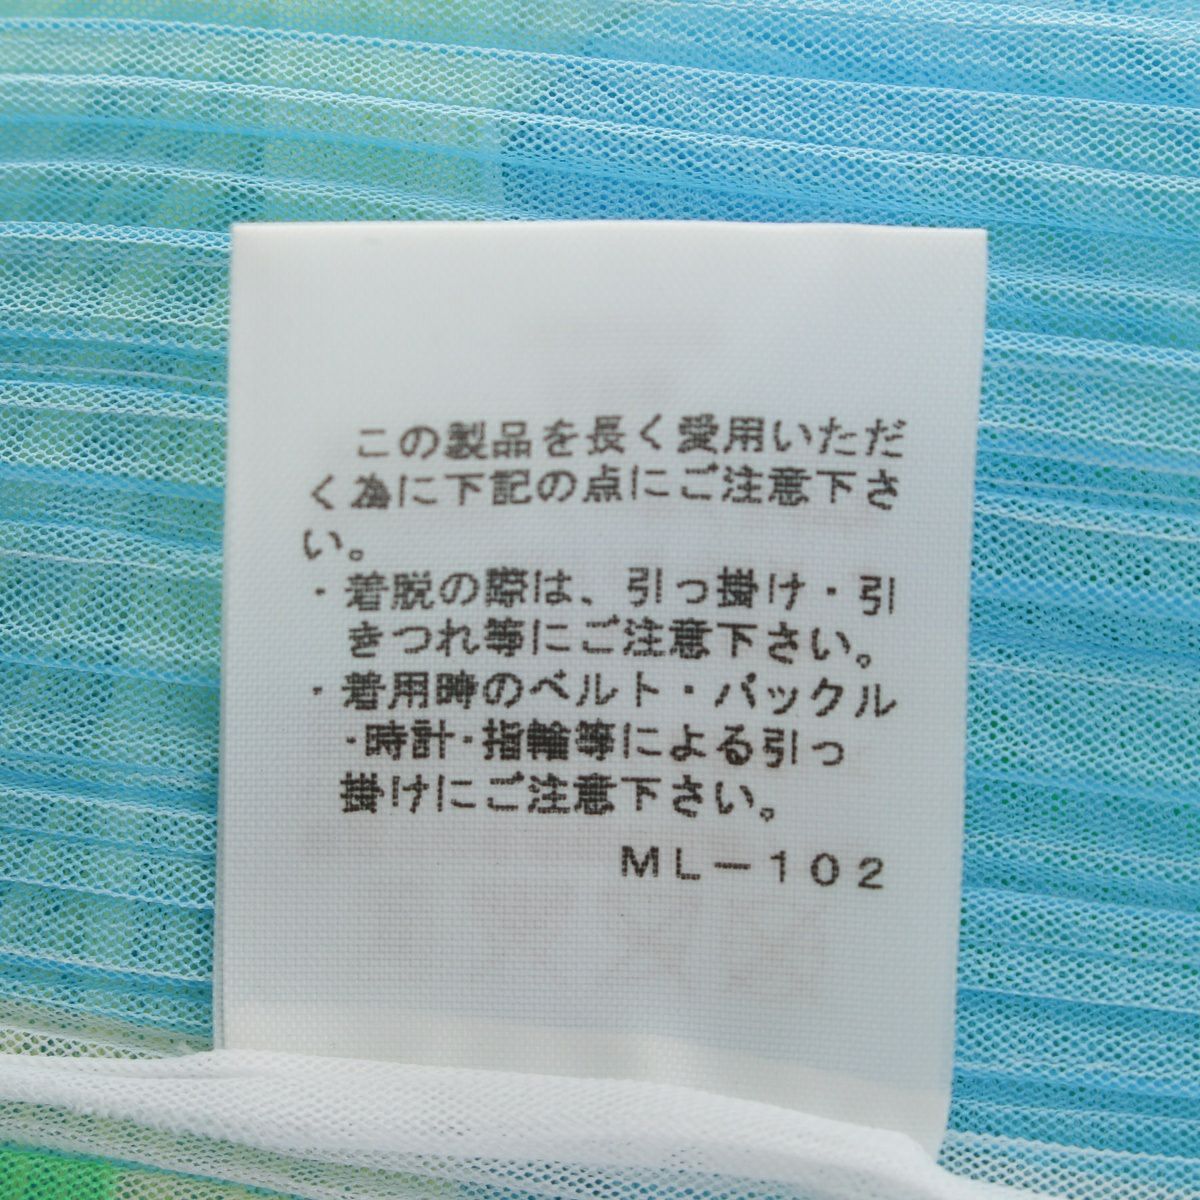 この製品を長く愛用いただ
く為に下記の点にご注意下さ
い。
・着脱の際は、引っ掛け・引
きつれ等にご注意下さい。
・着用時のベルト・バックル
・時計・指輪等による引っ
掛けにご注意下さい。
ML－102